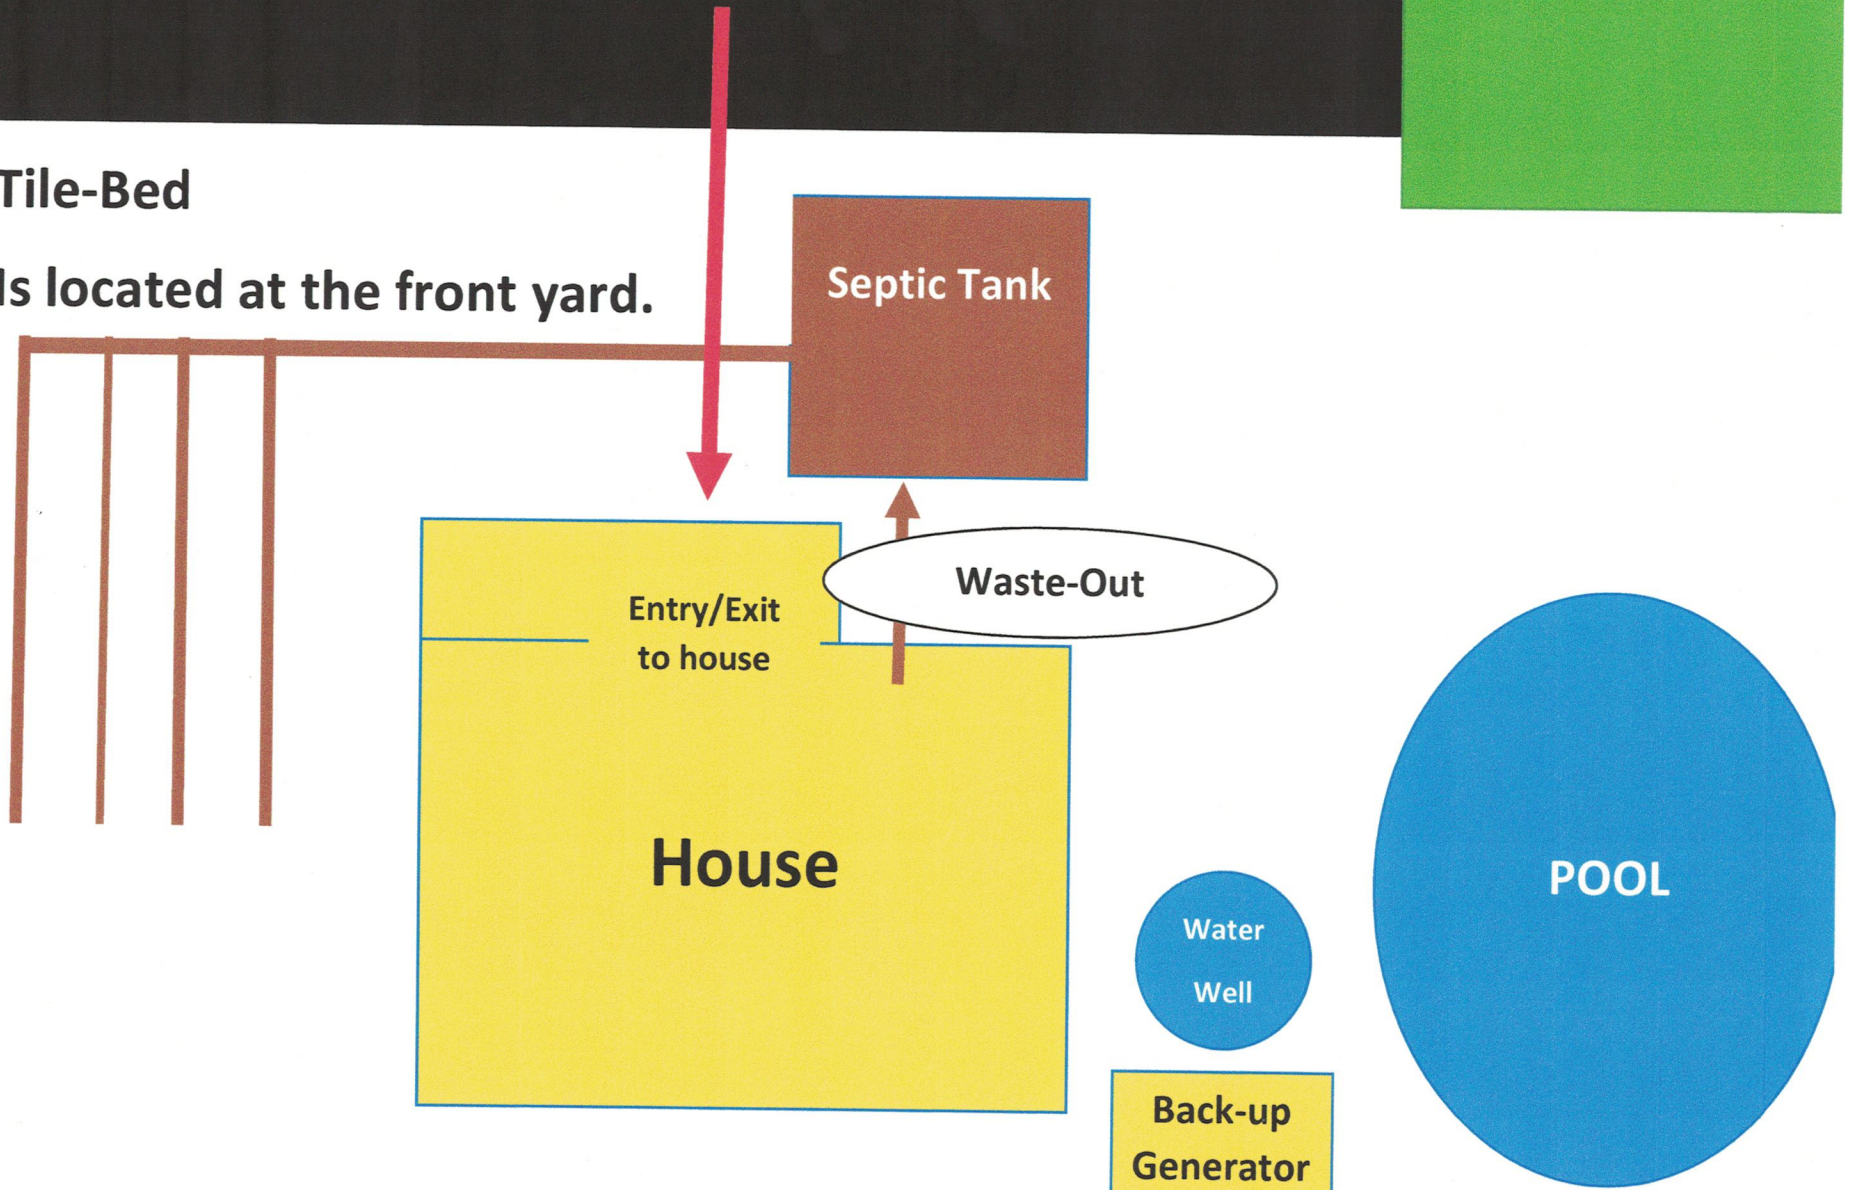 Tile-Bed
Is located at the front yard.
Septic Tank
Waste-Out
Entry/Exit
to house
House
POOL
Water
Well
Back-up
Generator